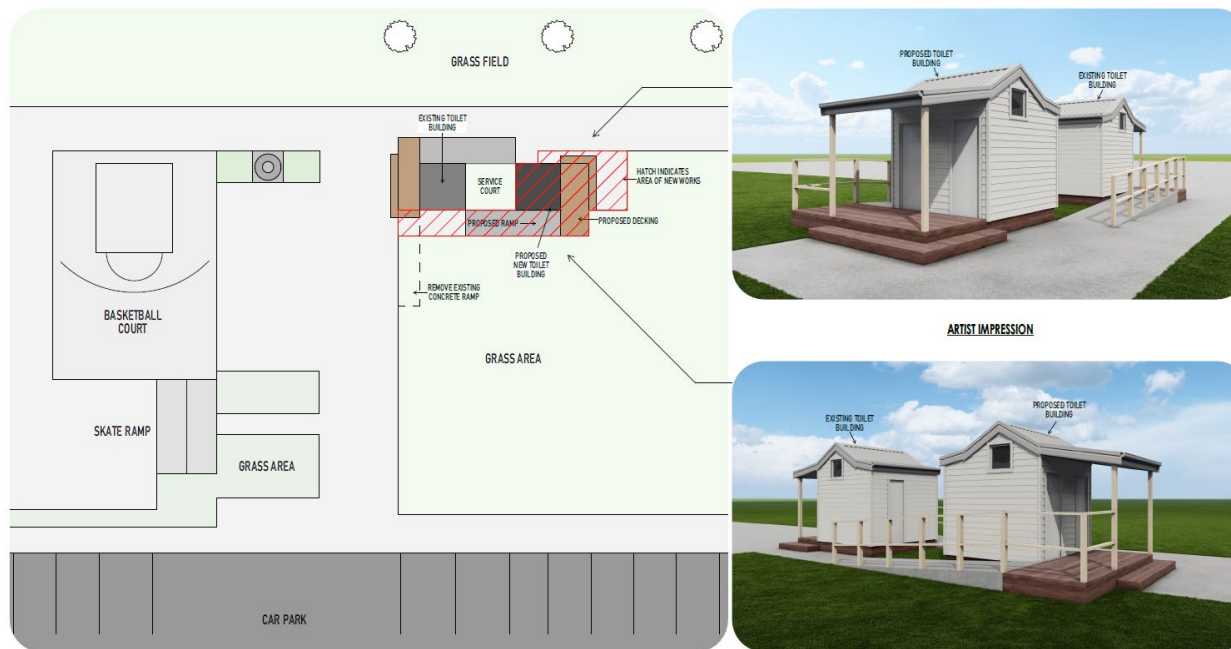 GRASS FIELD
EXISTING TOILET
BUILDING
SERVICE
COURT
HATCH INDICATES
AREA OF NEW WORKS
PROPOSED RAMP
PROPOSED DECKING
PROPOSED
NEW TOILET
BUILDING
REMOVE EXISTING
CONCRETE RAMP
BASKETBALL
COURT
GRASS AREA
SKATE RAMP
GRASS AREA
CAR PARK
PROPOSED TOILET
BUILDING
EXISTING TOILET
BUILDING
ARTIST IMPRESSION
EXISTING TOILET
BUILDING
PROPOSED TOILET
BUILDING